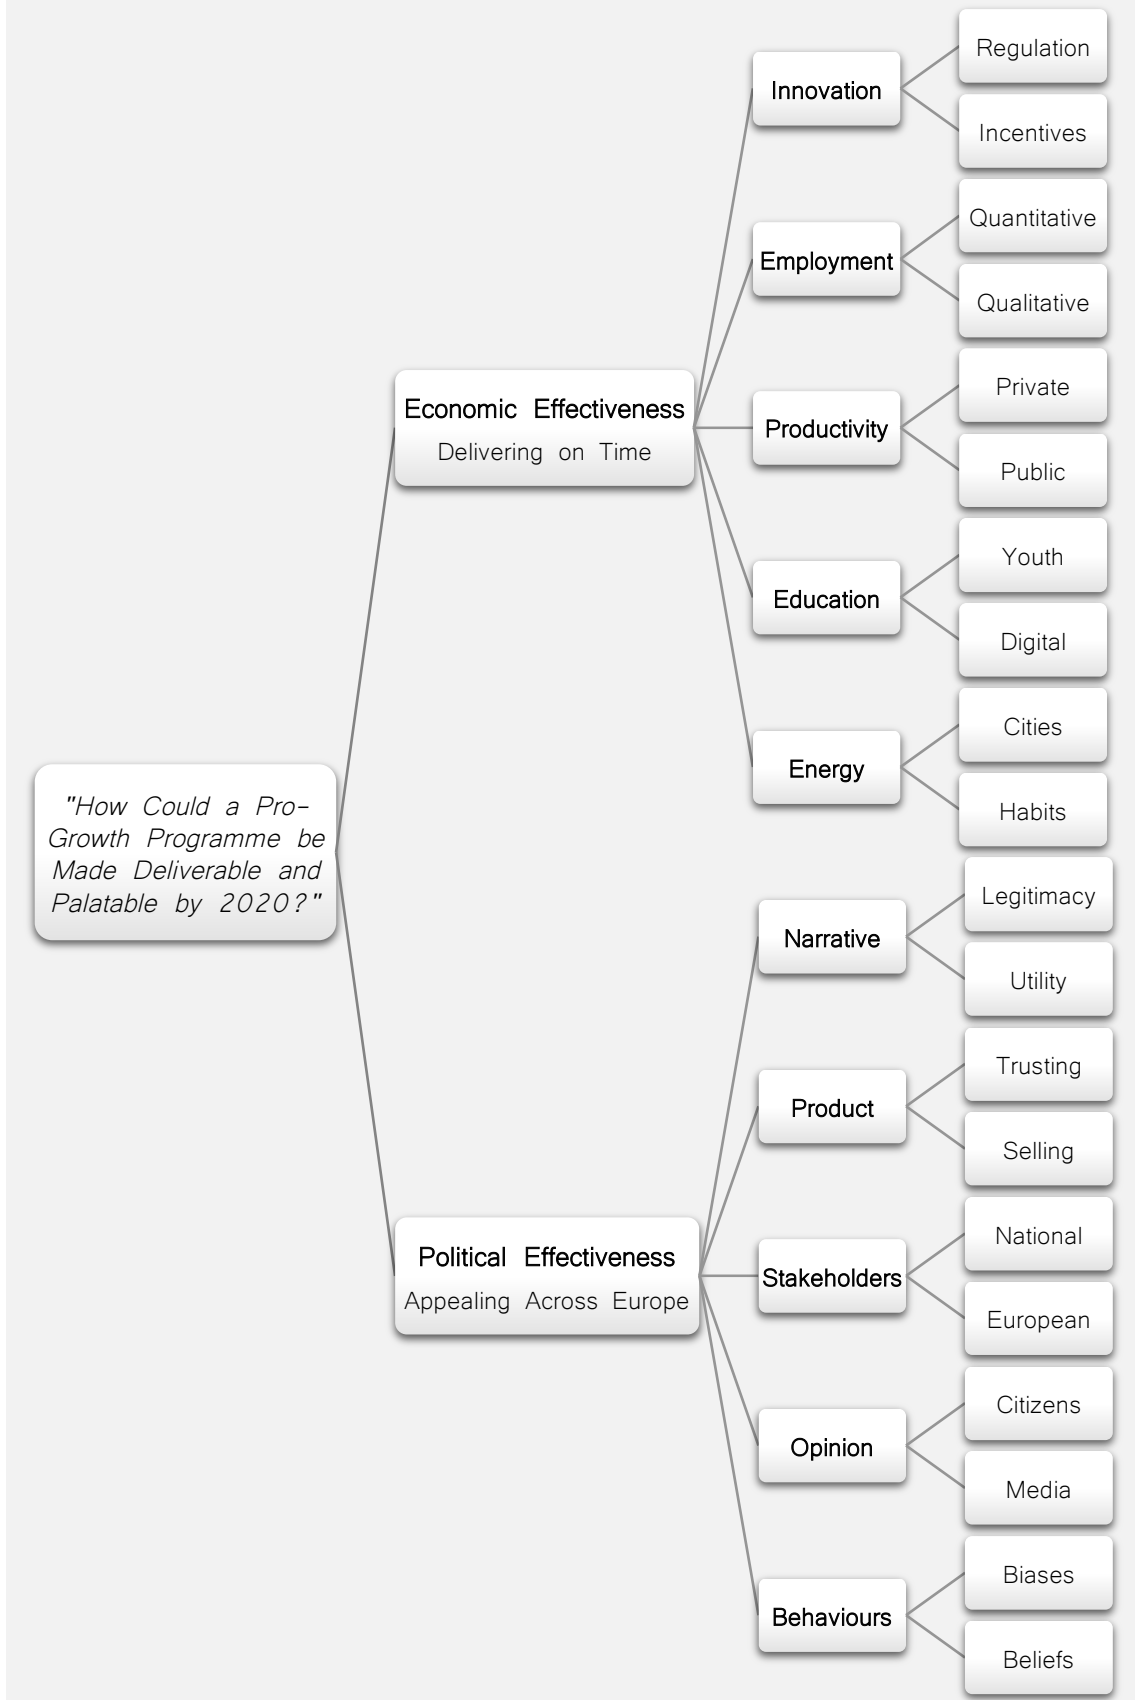 "How Could a Pro-
Growth Programme be
Made Deliverable and
Palatable by 2020?"
Economic Effectiveness
Delivering on Time
Innovation
Regulation
Incentives
Employment
Quantitative
Qualitative
Productivity
Private
Public
Education
Youth
Digital
Energy
Cities
Habits
Political Effectiveness
Appealing Across Europe
Narrative
Legitimacy
Utility
Product
Trusting
Selling
Stakeholders
National
European
Opinion
Citizens
Media
Behaviours
Biases
Beliefs